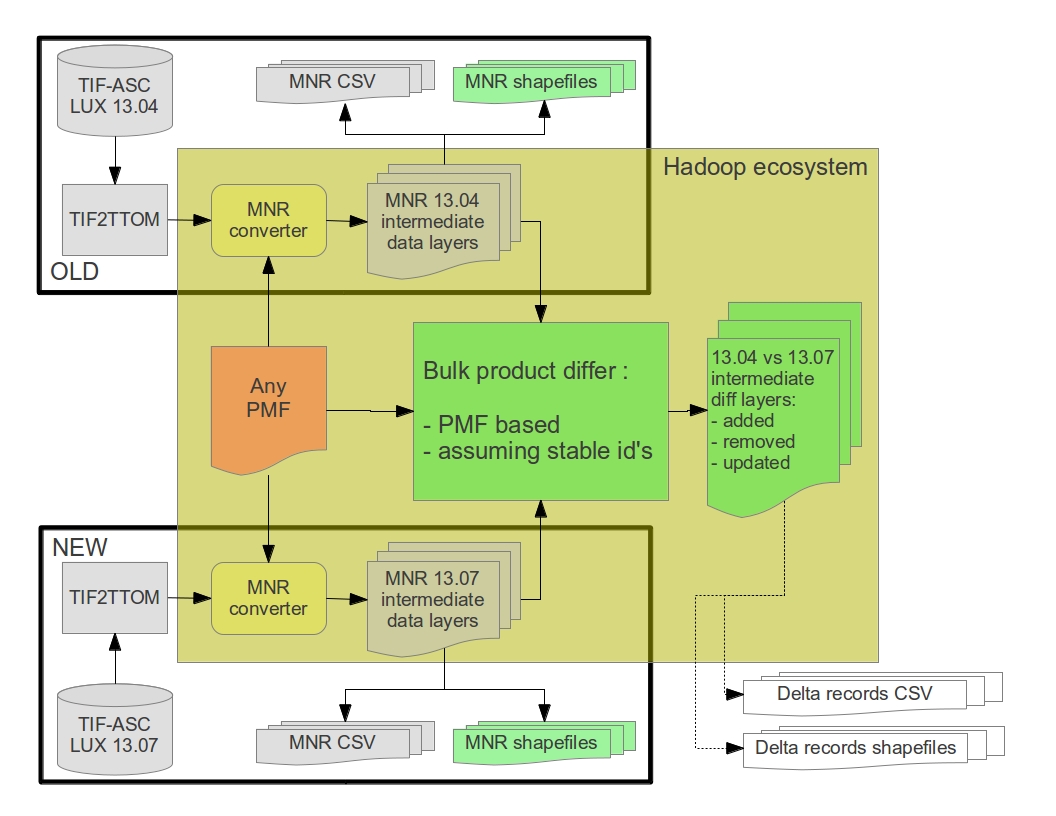 TIF-ASC
LUX 13.04
MNR CSV
MNR shapefiles
Hadoop ecosystem
TIF2TTOM
MNR
converter
MNR 13.04
intermediate
data layers
OLD
Any
PMF
Bulk product differ :
- PMF based
- assuming stable id's
13.04 vs 13.07
intermediate
diff layers:
- added
- removed
- updated
NEW
TIF2TTOM
MNR
converter
MNR 13.07
intermediate
data layers
TIF-ASC
LUX 13.07
MNR CSV
MNR shapefiles
Delta records CSV
Delta records shapefiles